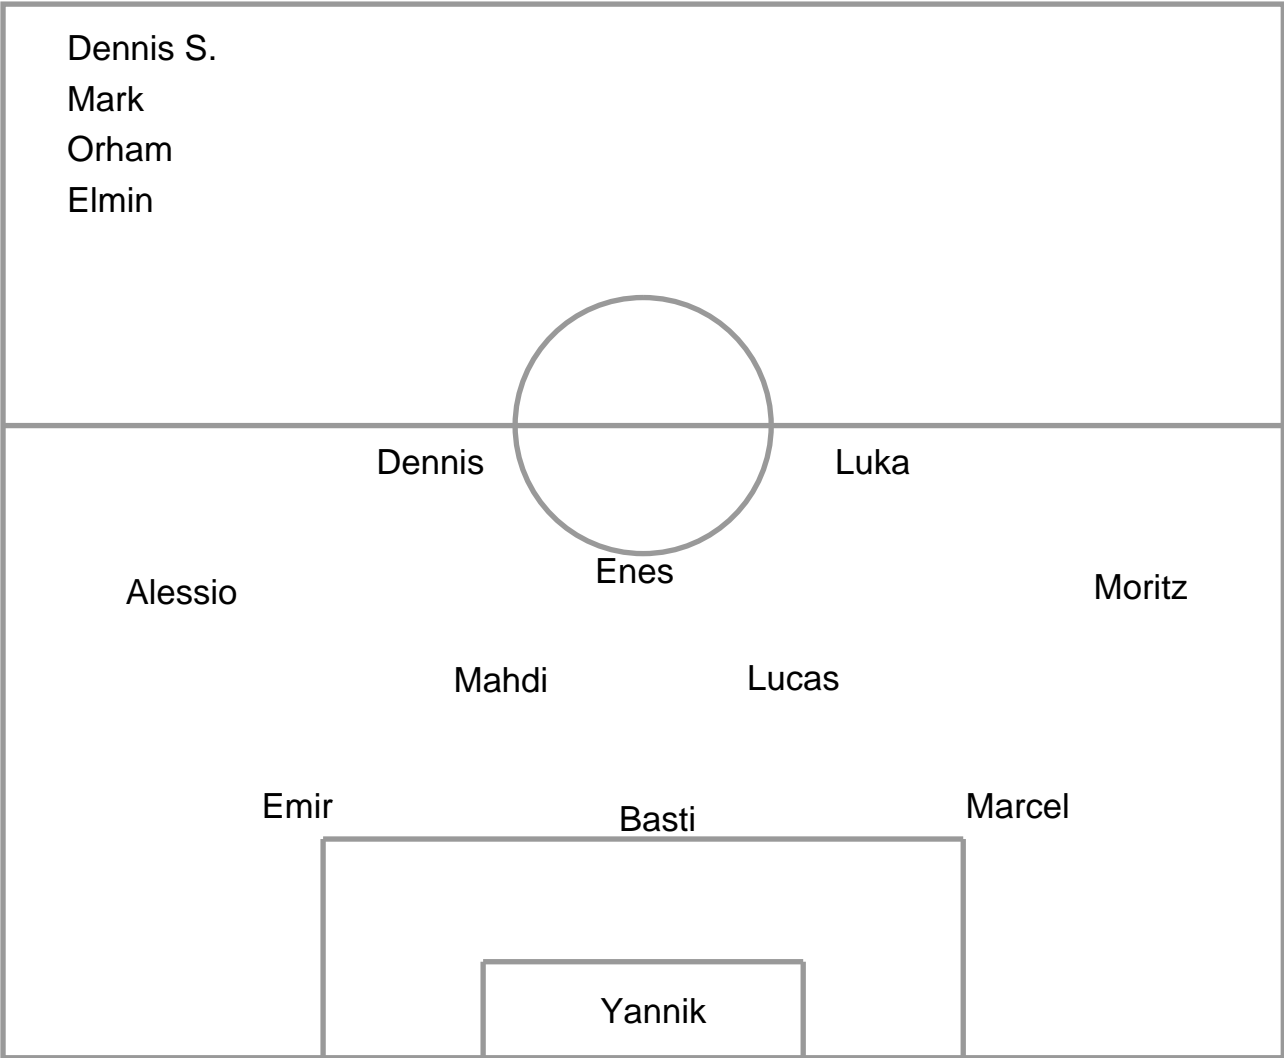 Dennis S.
Mark
Orham
Elmin
Dennis
Luka
Enes
Alessio
Moritz
Mahdi
Lucas
Emir
Basti
Marcel
Yannik